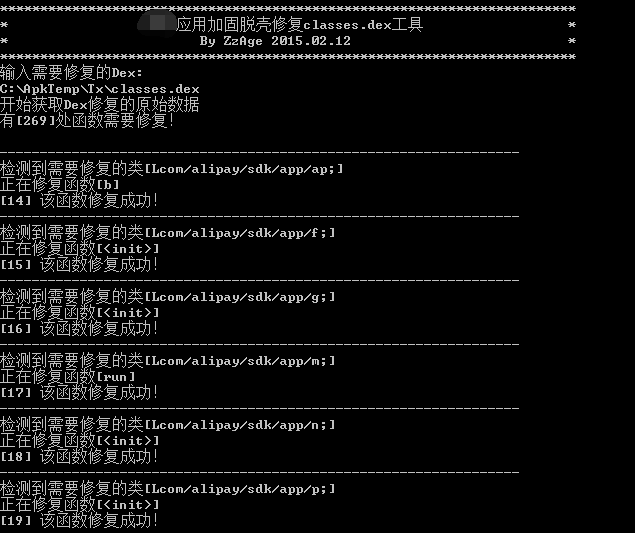 *************************************************************
* 应用加固脱壳修复classes.dex工具 *
* By ZzAge 2015.02.12 *
*************************************************************
输入需要修复的Dex:
C:\ApkTemp\Tx\classes.dex
开始获取Dex修复的原始数据
有[269]处函数需要修复!
-----------------------------------------------------------------
检测到需要修复的类[Lcom/alipay/sdk/app/ap;]
正在修复函数[b]
[14] 该函数修复成功!
-----------------------------------------------------------------
检测到需要修复的类[Lcom/alipay/sdk/app/f;]
正在修复函数[<init>]
[15] 该函数修复成功!
-----------------------------------------------------------------
检测到需要修复的类[Lcom/alipay/sdk/app/g;]
正在修复函数[<init>]
[16] 该函数修复成功!
-----------------------------------------------------------------
检测到需要修复的类[Lcom/alipay/sdk/app/m;]
正在修复函数[run]
[17] 该函数修复成功!
-----------------------------------------------------------------
检测到需要修复的类[Lcom/alipay/sdk/app/n;]
正在修复函数[<init>]
[18] 该函数修复成功!
-----------------------------------------------------------------
检测到需要修复的类[Lcom/alipay/sdk/app/p;]
正在修复函数[<init>]
[19] 该函数修复成功!